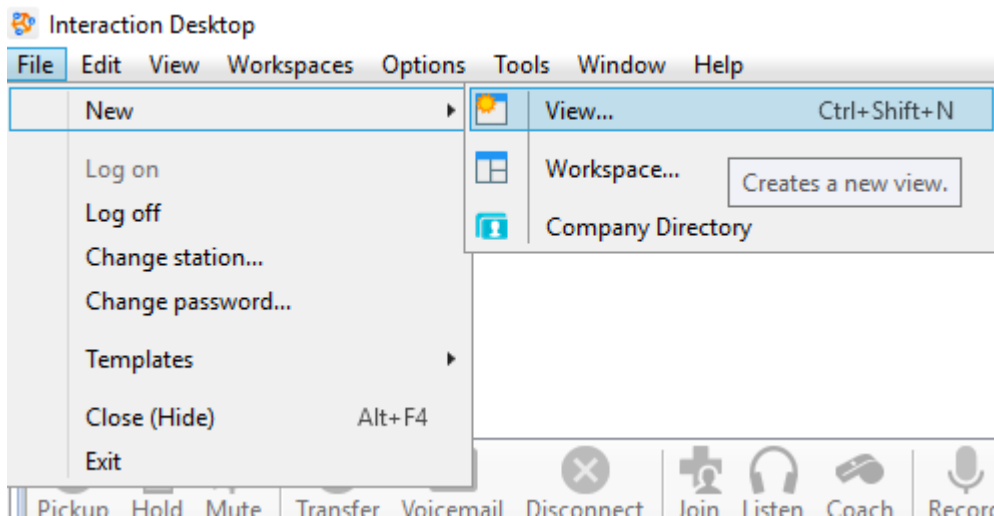 Interaction Desktop
File Edit View Workspaces Options Tools Window Help
New
View... Ctrl+Shift+N
Log on
Workspace...
Creates a new view.
Log off
Company Directory
Change station...
Change password...
Templates
Close (Hide) Alt+F4
Exit
Pickup Hold Mute Transfer Voicemail Disconnect Join Listen Coach Record